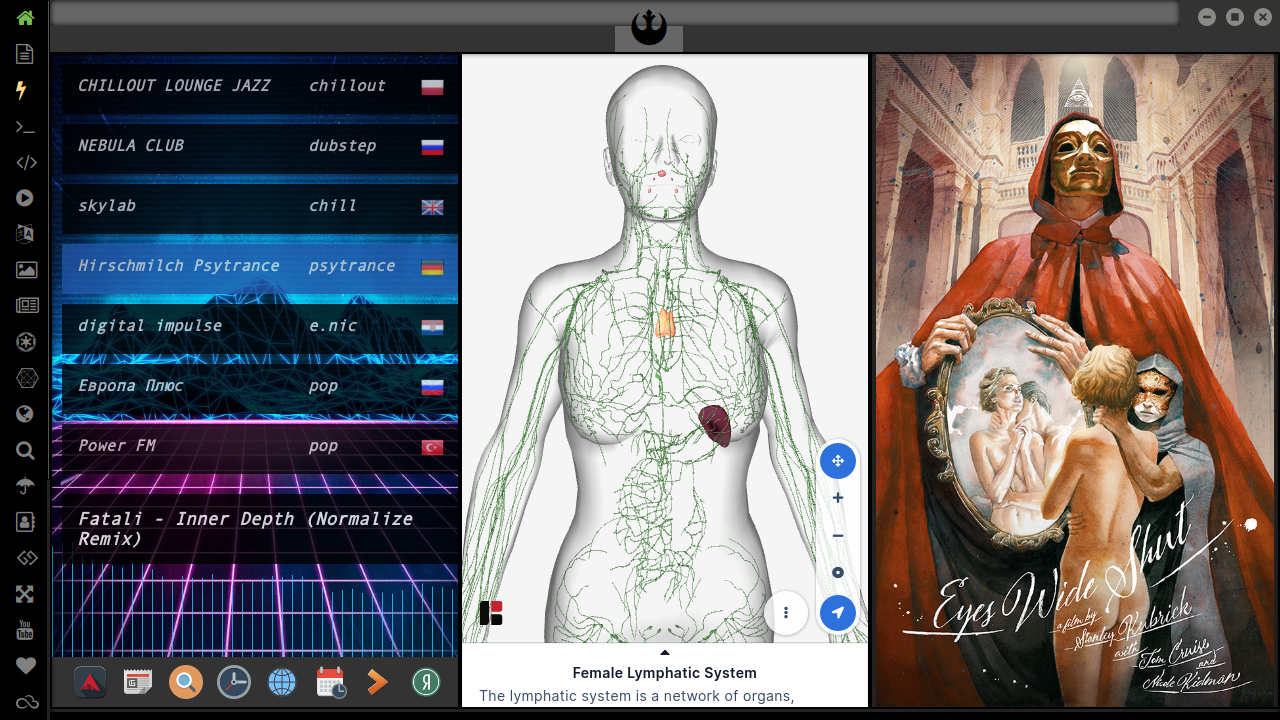 CHILLOUT LOUNGE JAZZ chillout
NEBULA CLUB dubstep
skylab chill
Hirschmilch Psytrance psytrance
digital impulse e.nic
Европа Плюс pop
Power FM pop
Fatali - Inner Depth (Normalize
Remix)
You
Tube
Я
Female Lymphatic System
The lymphatic system is a network of organs,
Eyes Wide Shut
a film by
Stanley Kubrick
with
Tom Cruise
and
Nicole Kidman